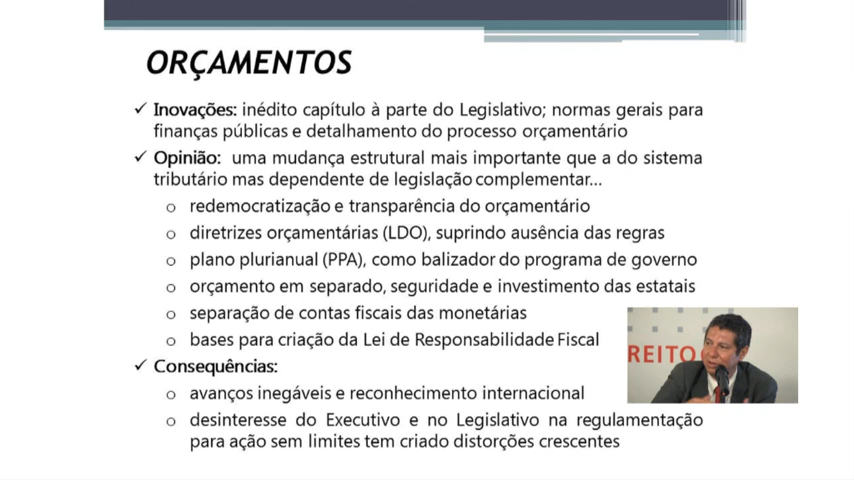 ORÇAMENTOS
✓ Inovações: inédito capítulo à parte do Legislativo; normas gerais para
finanças públicas e detalhamento do processo orçamentário
✓ Opinião: uma mudança estrutural mais importante que a do sistema
tributário mas dependente de legislação complementar...
o redemocratização e transparência do orçamentário
o diretrizes orçamentárias (LDO), suprindo ausência das regras
o plano plurianual (PPA), como balizador do programa de governo
o orçamento em separado, seguridade e investimento das estatais
o separação de contas fiscais das monetárias
o bases para criação da Lei de Responsabilidade Fiscal
✓ Consequências:
o avanços inegáveis e reconhecimento internacional
o desinteresse do Executivo e no Legislativo na regulamentação
para ação sem limites tem criado distorções crescentes
REITO